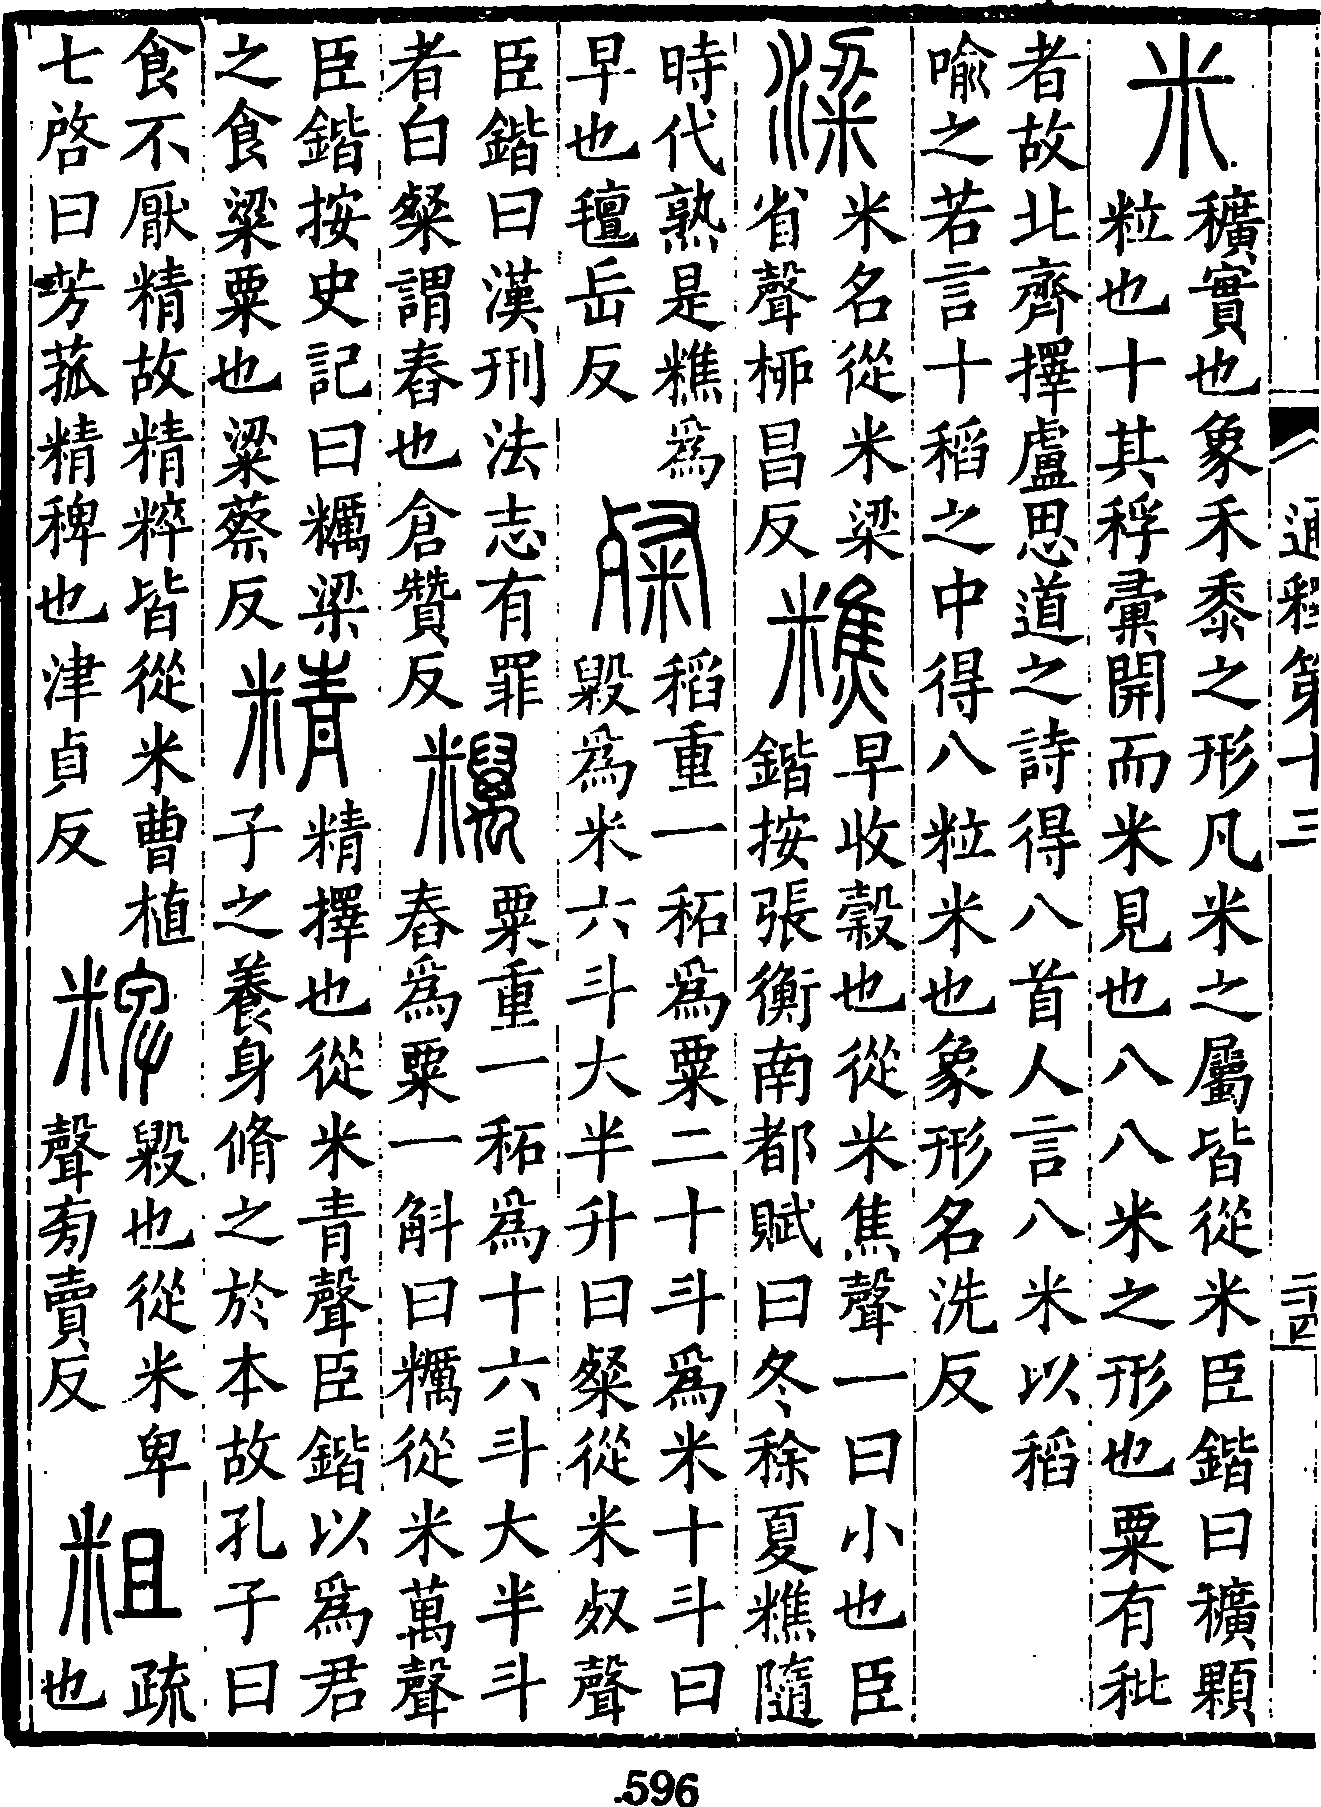 通釋第十三
二十四
米
穬實也象禾黍之形凡米之屬皆從米臣鍇曰穬顆
粒也十其稃彙開而米見也八八米之形也粟有秕
者故北齊擇盧思道之詩得八首人言八米以稻
喻之若言十稻之中得八粒米也象形名洗反
粱
米名從米梁
省聲栁昌反
糕
早收穀也從米焦聲一曰小也臣
鍇按張衡南都賦曰冬稌夏糕隨
時代熟是糕爲
早也䵚岳反
糳
稻重一䄷爲粟二十斗爲米十斗曰
毇爲米六斗大半升曰粲從米奴聲
臣鍇曰漢刑法志有罪
者白粲謂舂也倉贊反
糲
粟重一䄷爲十六斗大半斗
舂爲粟一斛曰糲從米萬聲
臣鍇按史記曰糲梁
之食粱粟也粱蔡反
精
精擇也從米青聲臣鍇以爲君
子之養身脩之於本故孔子曰
食不厭精故精粹皆從米曹植
七啓曰芳菰精稗也津貞反
粺
毇也從米卑
聲旁賣反
粗
疏
也
.596